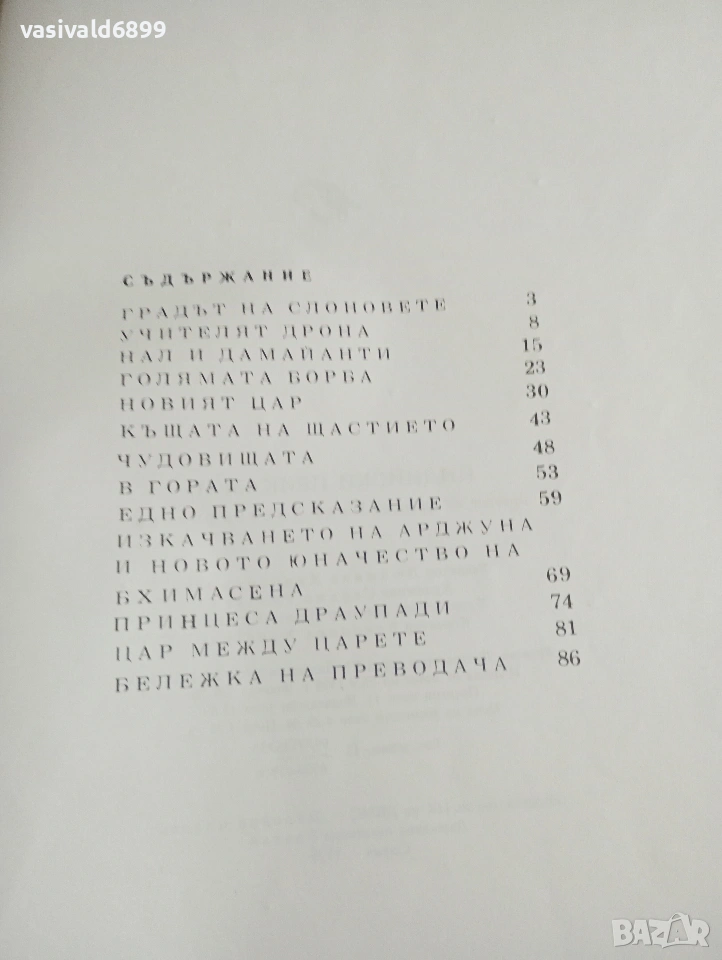 vasivald6899
СЪДЪРЖАНИЕ
ГРАДЪТ НА СЛОНОВЕТЕ 3
УЧИТЕЛЯТ ДРОНА 8
НАЛ И ДАМАЙАНТИ 15
ГОЛЯМАТА БОРБА 23
НОВИЯТ ЦАР 30
КЪЩАТА НА ЩАСТИЕТО 43
ЧУДОВИЩАТА 48
В ГОРАТА 53
ЕДНО ПРЕДСКАЗАНИЕ 59
ИЗКАЧВАНЕТО НА АРДЖУНА
И НОВОТО ЮНАЧЕСТВО НА
БХИМАСЕНА 69
ПРИНЦЕСА ДРАУПАДИ 74
ЦАР МЕЖДУ ЦАРЕТЕ 81
БЕЛЕЖКА НА ПРЕВОДАЧА 86
BAZAR